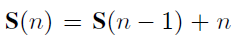 S(n) = S(n − 1) + n